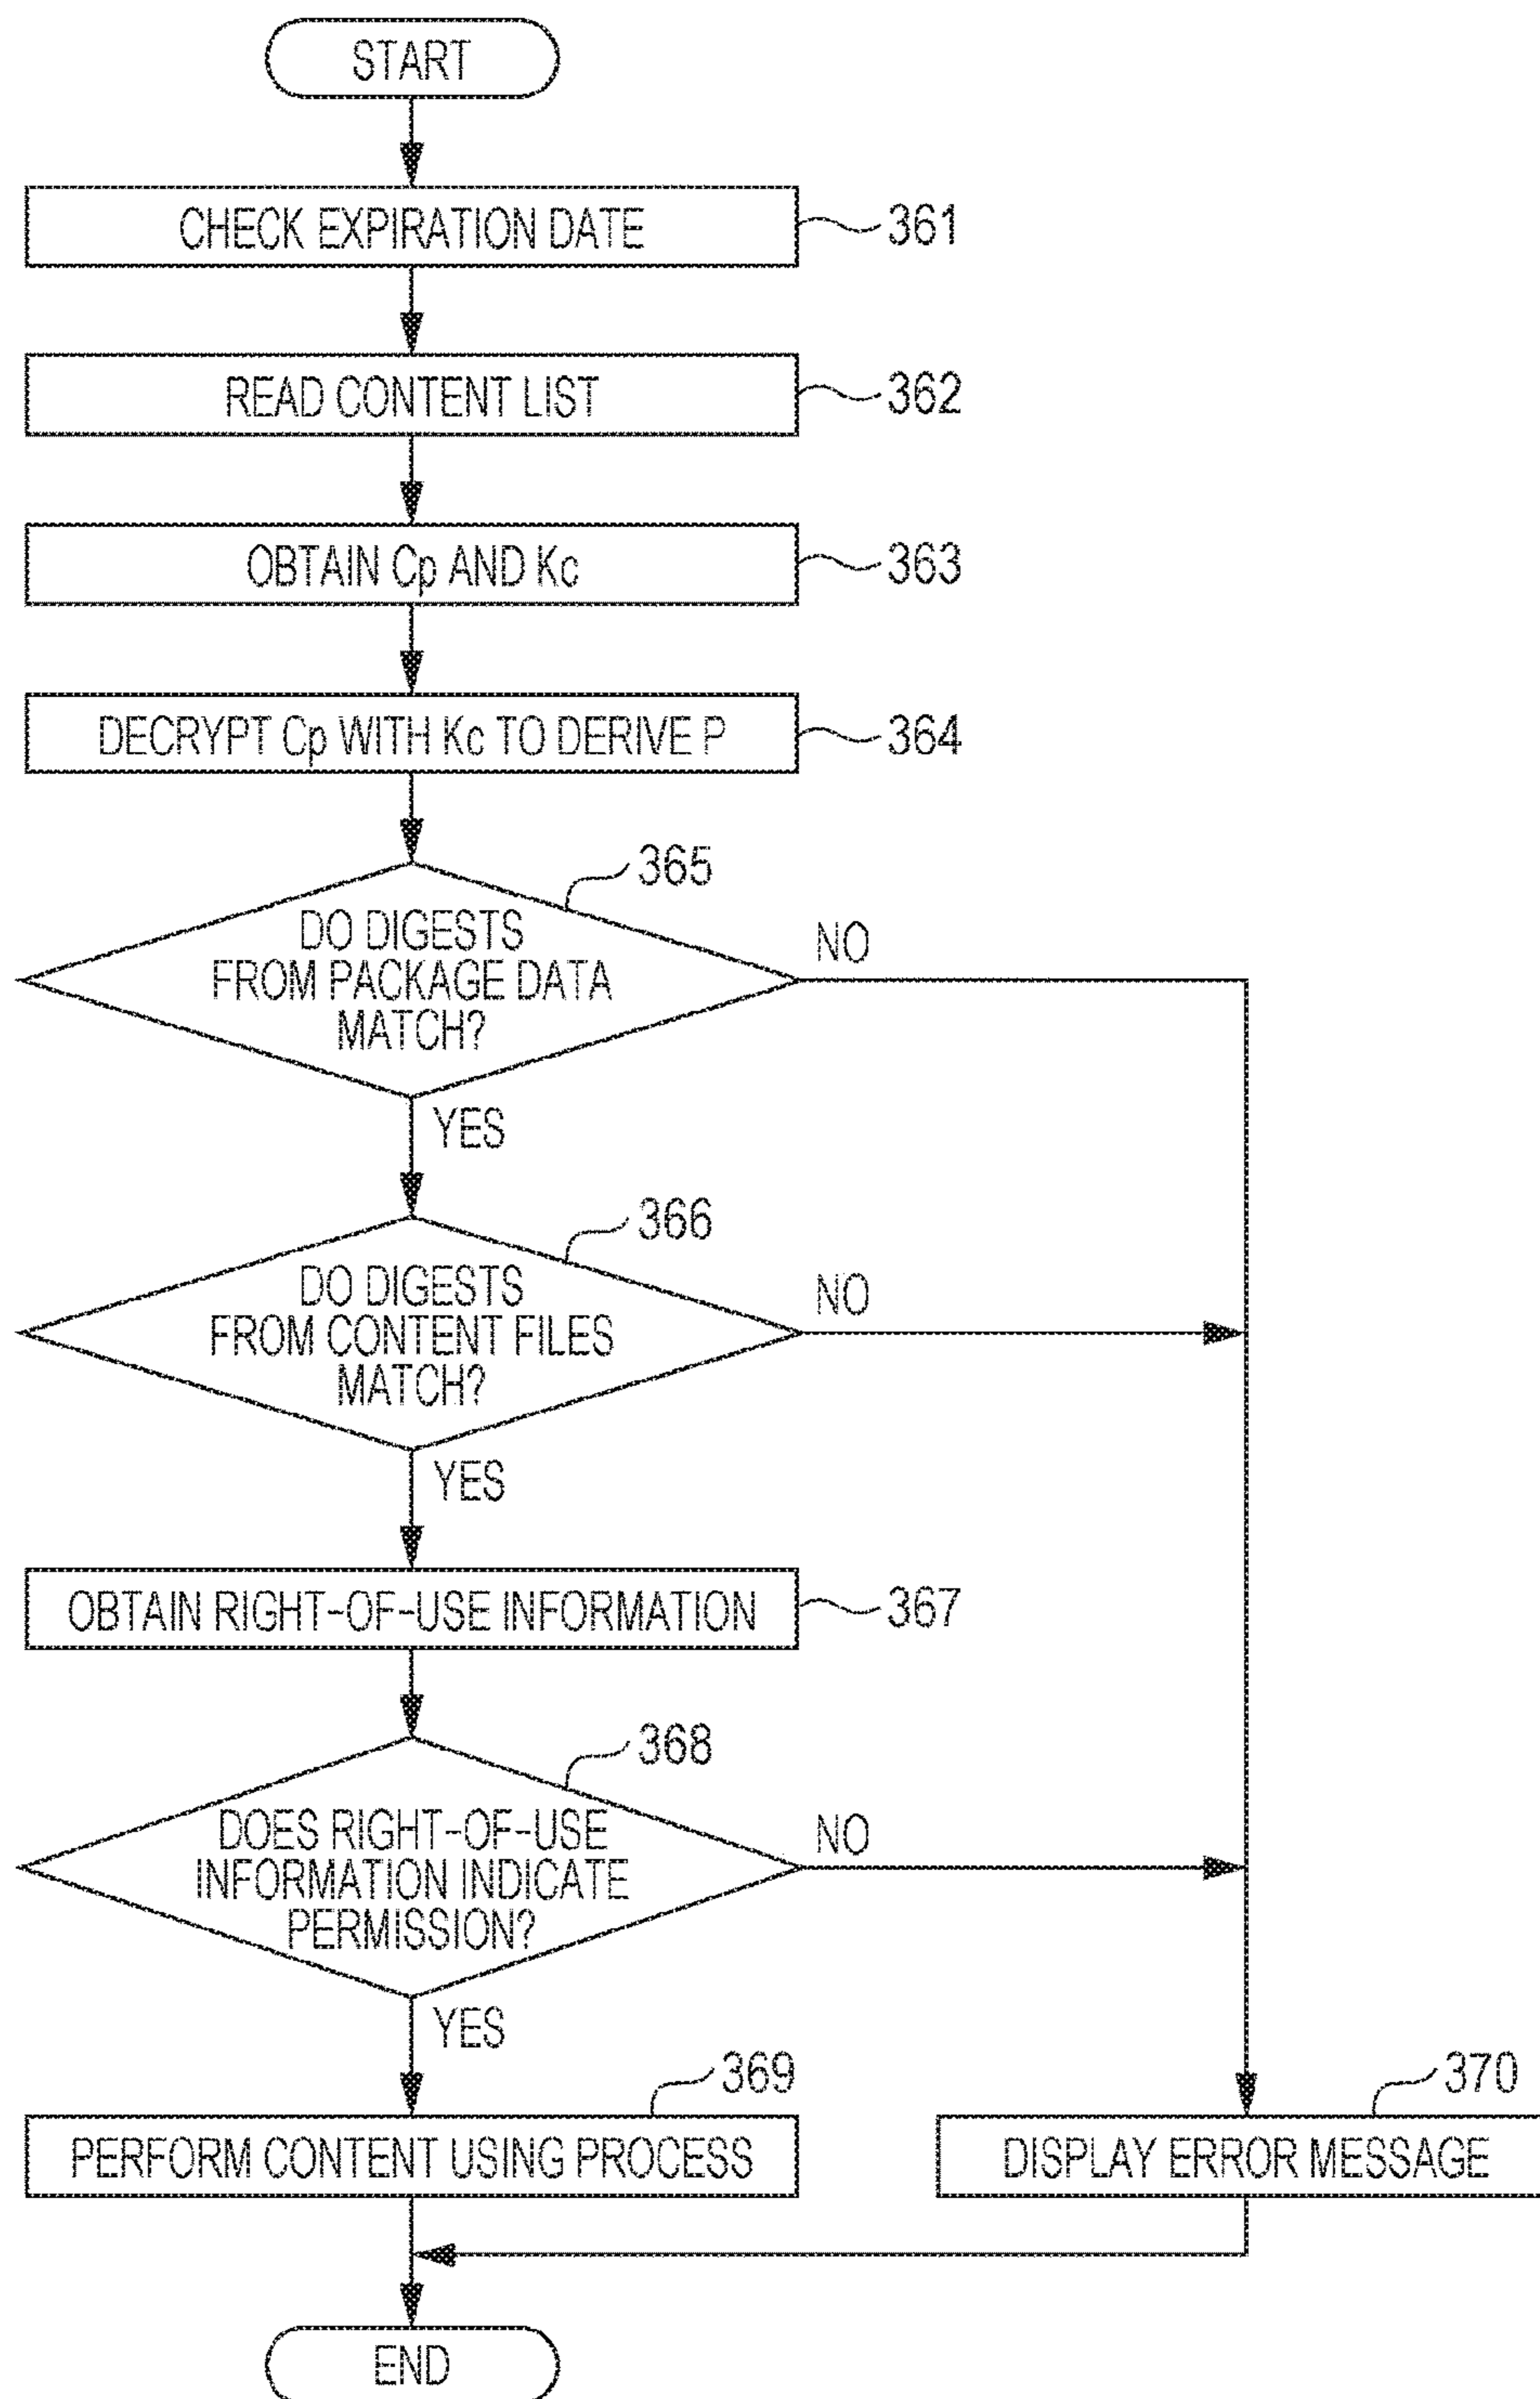 START
CHECK EXPIRATION DATE
361
READ CONTENT LIST
362
OBTAIN Cp AND Kc
363
DECRYPT Cp WITH Kc TO DERIVE P
364
365
DO DIGESTS
FROM PACKAGE DATA
MATCH?
NO
YES
366
DO DIGESTS
FROM CONTENT FILES
MATCH?
NO
YES
OBTAIN RIGHT-OF-USE INFORMATION
367
368
DOES RIGHT-OF-USE
INFORMATION INDICATE
PERMISSION?
NO
YES
369
PERFORM CONTENT USING PROCESS
370
DISPLAY ERROR MESSAGE
END